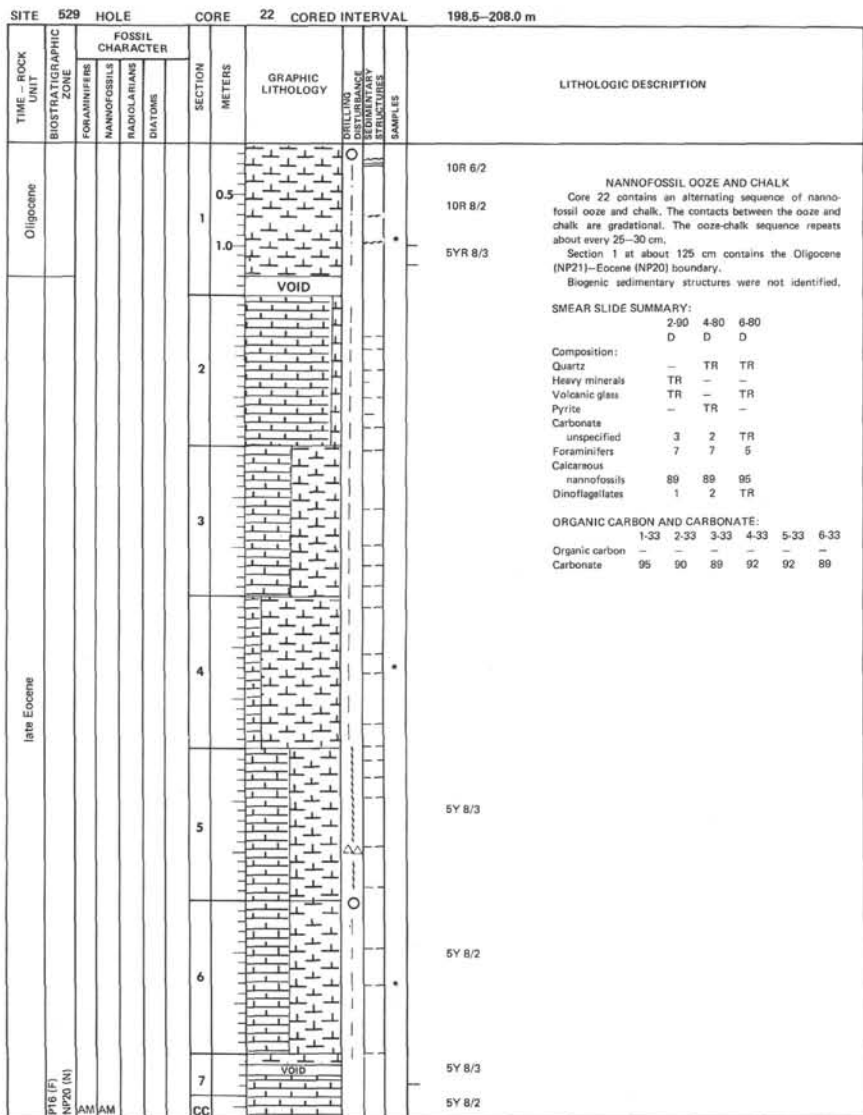 SITE 529 HOLE CORE 22 CORED INTERVAL 198.5–208.0 m
TIME – ROCK UNIT
BIOSTRATIGRAPHIC ZONE
FOSSIL CHARACTER
FORAMINIFERS
NANNOFOSSILS
RADIOLARIANS
DIATOMS
SECTION
METERS
GRAPHIC LITHOLOGY
DRILLING DISTURBANCE
SEDIMENTARY STRUCTURES
SAMPLES
LITHOLOGIC DESCRIPTION
Oligocene
late Eocene
P16 (F)
NP20 (N)
AM AM
1
0.5
1.0
VOID
2
3
4
5
6
7
VOID
CC
*
*
*
10R 6/2
10R 8/2
5YR 8/3
5Y 8/3
5Y 8/2
5Y 8/3
5Y 8/2
NANNOFOSSIL OOZE AND CHALK
Core 22 contains an alternating sequence of nanno-
fossil ooze and chalk. The contacts between the ooze and
chalk are gradational. The ooze-chalk sequence repeats
about every 25–30 cm.
Section 1 at about 125 cm contains the Oligocene
(NP21)–Eocene (NP20) boundary.
Biogenic sedimentary structures were not identified.
SMEAR SLIDE SUMMARY:
2-90 4-80 6-80
D D D
Composition:
Quartz – TR TR
Heavy minerals TR – –
Volcanic glass TR – TR
Pyrite – TR –
Carbonate
unspecified 3 2 TR
Foraminifers 7 7 5
Calcareous
nannofossils 89 89 95
Dinoflagellates 1 2 TR
ORGANIC CARBON AND CARBONATE:
1-33 2-33 3-33 4-33 5-33 6-33
Organic carbon – – – – – –
Carbonate 95 90 89 92 92 89